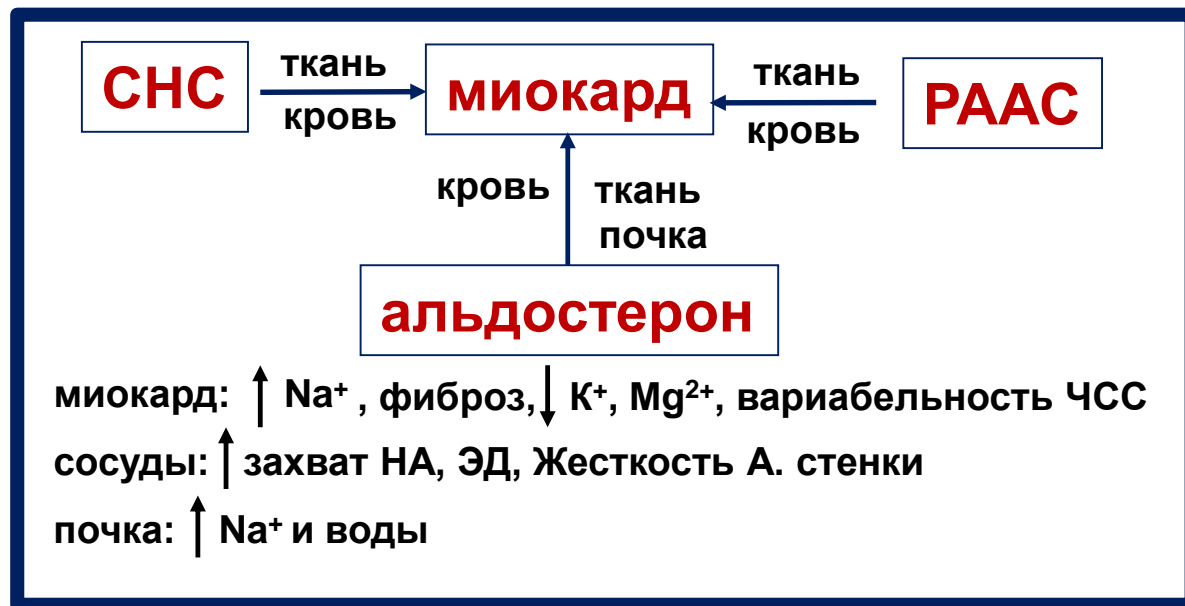 СНС
ткань
кровь
миокард
ткань
кровь
РААС
кровь
ткань
почка
альдостерон
миокард: ↑ Na⁺ , фиброз,↓ К⁺, Mg²⁺, вариабельность ЧСС
сосуды: ↑ захват НА, ЭД, Жесткость А. стенки
почка: ↑ Na⁺ и воды